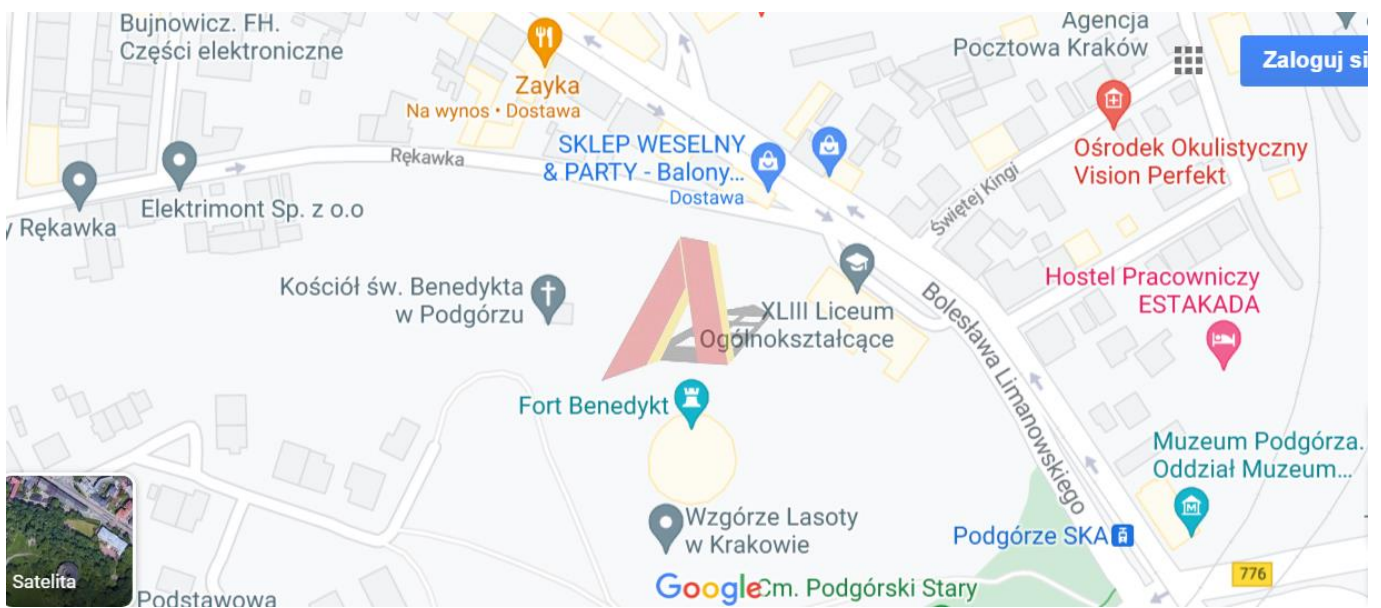 Bujnowicz. FH.
Części elektroniczne
Zayka
Na wynos • Dostawa
Agencja
Pocztowa Kraków
Zaloguj si
SKLEP WESELNY
& PARTY - Balony...
Dostawa
Ośrodek Okulistyczny
Vision Perfekt
Rękawka
Świętej Kingi
Elektrimont Sp. z o.o
y Rękawka
Kościół św. Benedykta
w Podgórzu
XLIII Liceum
Ogólnokształcące
Bolesława Limanowskiego
Hostel Pracowniczy
ESTAKADA
Fort Benedykt
Muzeum Podgórza.
Oddział Muzeum...
Wzgórze Lasoty
w Krakowie
Podgórze SKA
776
Satelita
Podstawowa
Google
Cm. Podgórski Stary